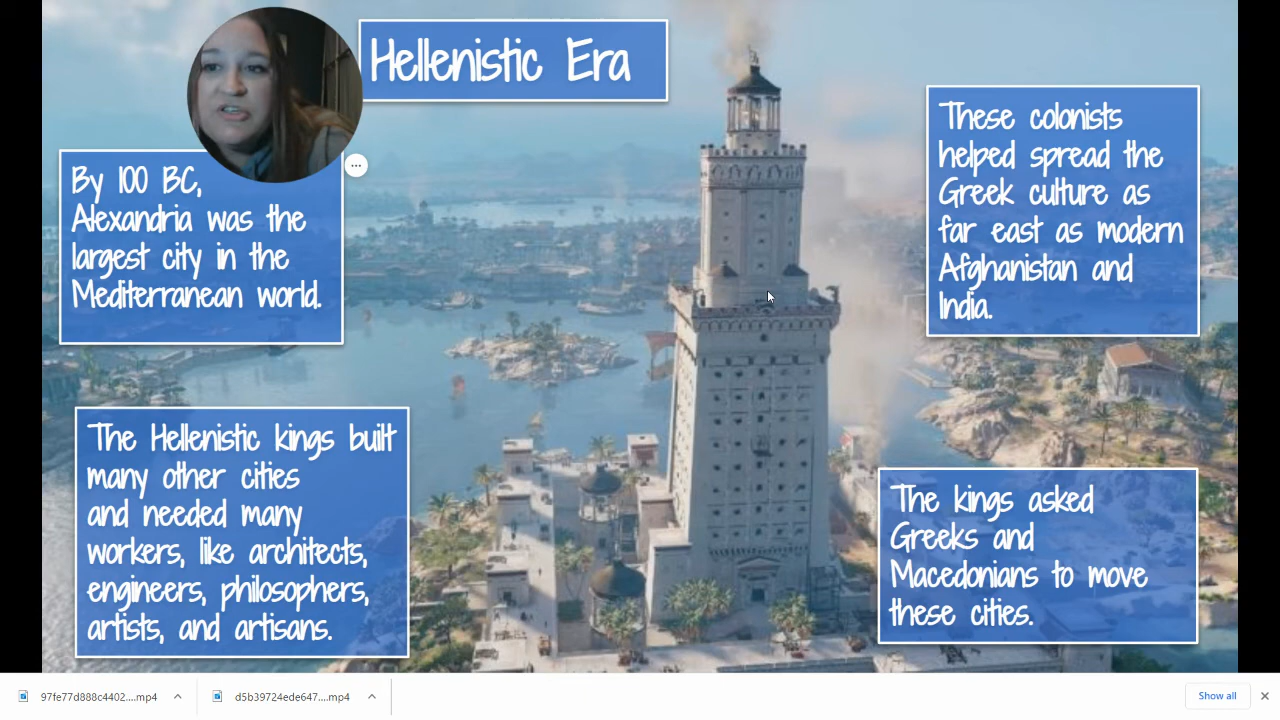 Hellenistic Era
By 100 BC,
Alexandria was the
largest city in the
Mediterranean world.
The Hellenistic kings built
many other cities
and needed many
workers, like architects,
engineers, philosophers,
artists, and artisans.
These colonists
helped spread the
Greek culture as
far east as modern
Afghanistan and
India.
The kings asked
Greeks and
Macedonians to move
these cities.
97fe77d888c4402....mp4
d5b39724ede647....mp4
Show all